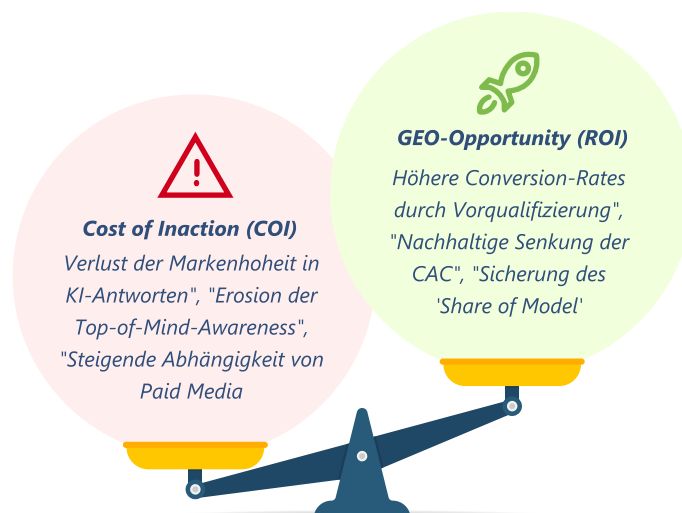 Cost of Inaction (COI)
Verlust der Markenhoheit in
KI-Antworten", "Erosion der
Top-of-Mind-Awareness",
"Steigende Abhängigkeit von
Paid Media
GEO-Opportunity (ROI)
Höhere Conversion-Rates
durch Vorqualifizierung",
"Nachhaltige Senkung der
CAC", "Sicherung des
'Share of Model'